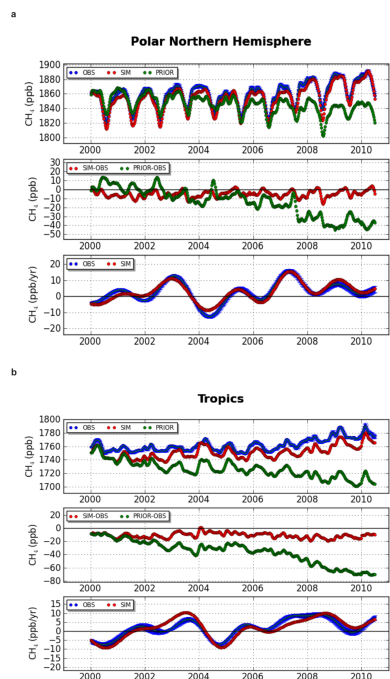 a
Polar Northern Hemisphere
CH₄ (ppb)
1900
1880
1860
1840
1820
1800
OBS SIM PRIOR
2000 2002 2004 2006 2008 2010
CH₄ (ppb)
30
20
10
0
−10
−20
−30
−40
−50
SIM-OBS PRIOR-OBS
2000 2002 2004 2006 2008 2010
CH₄ (ppb/yr)
20
10
0
−10
−20
OBS SIM
2000 2002 2004 2006 2008 2010
b
Tropics
CH₄ (ppb)
1800
1780
1760
1740
1720
1700
OBS SIM PRIOR
2000 2002 2004 2006 2008 2010
CH₄ (ppb)
20
0
−20
−40
−60
−80
SIM-OBS PRIOR-OBS
2000 2002 2004 2006 2008 2010
CH₄ (ppb/yr)
15
10
5
0
−5
−10
−15
−20
OBS SIM
2000 2002 2004 2006 2008 2010